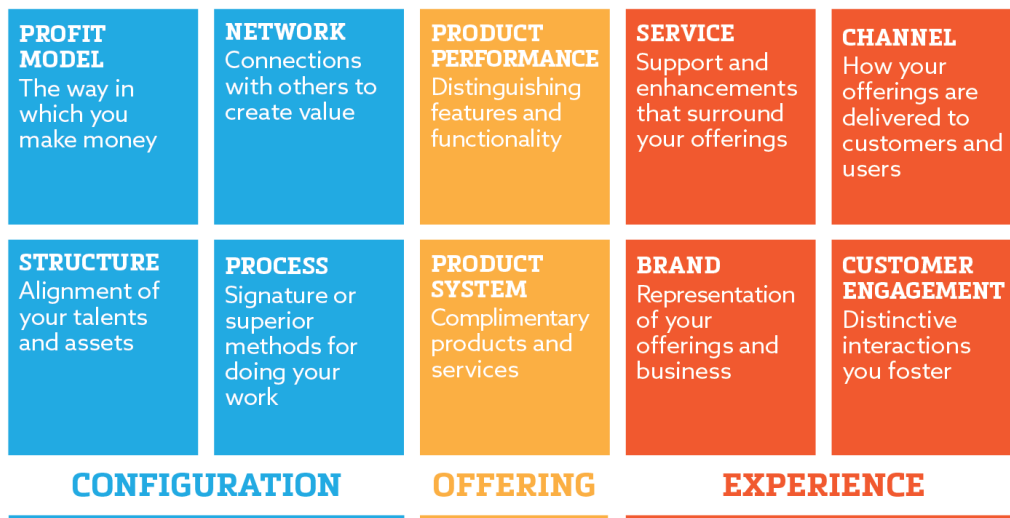 PROFIT
MODEL
The way in
which you
make money
NETWORK
Connections
with others to
create value
PRODUCT
PERFORMANCE
Distinguishing
features and
functionality
SERVICE
Support and
enhancements
that surround
your offerings
CHANNEL
How your
offerings are
delivered to
customers and
users
STRUCTURE
Alignment of
your talents
and assets
PROCESS
Signature or
superior
methods for
doing your
work
PRODUCT
SYSTEM
Complimentary
products and
services
BRAND
Representation
of your
offerings and
business
CUSTOMER
ENGAGEMENT
Distinctive
interactions
you foster
CONFIGURATION
OFFERING
EXPERIENCE